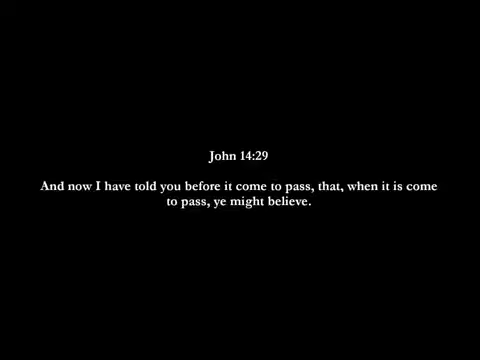 John 14:29
And now I have told you before it come to pass, that, when it is come
to pass, ye might believe.